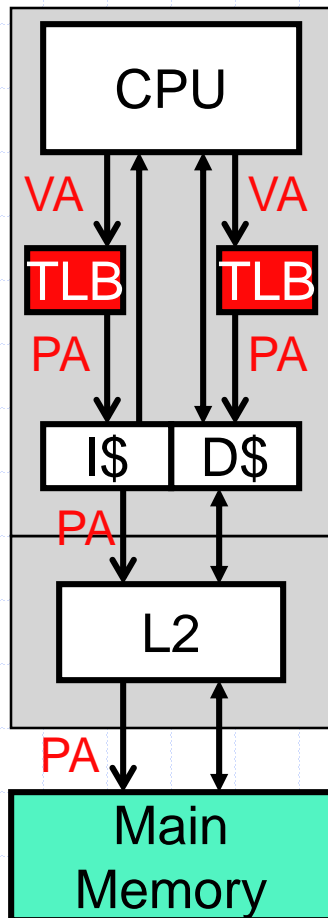 CPU
VA VA
TLB TLB
PA PA
I$ D$
PA
L2
PA
Main
Memory